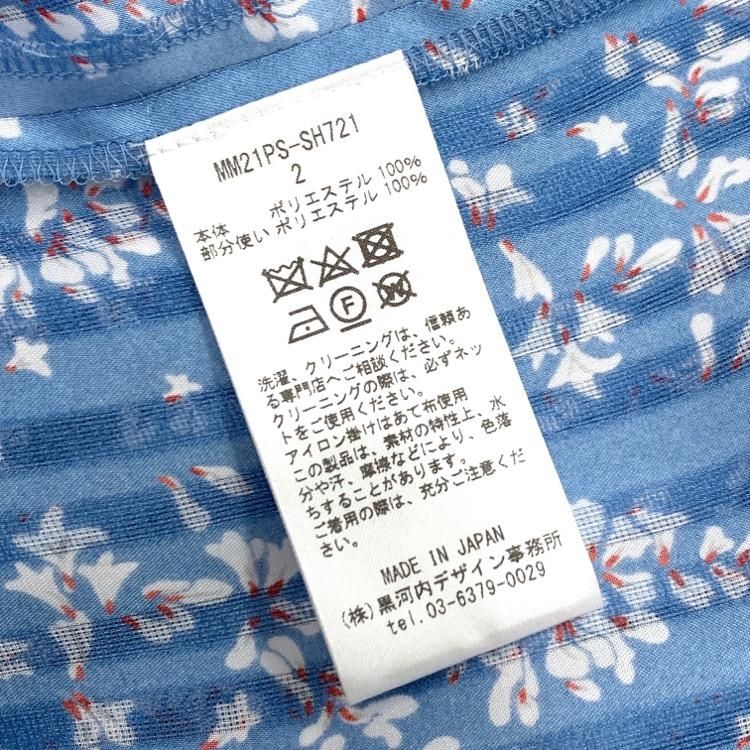 MM21PS-SH721
2
本体　ポリエステル 100%
部分使い ポリエステル 100%
F
W
洗濯、クリーニングは、信頼あ
る専門店へご相談ください。
クリーニングの際は、必ずネッ
トをご使用ください。
アイロン掛けはあて布使用
この製品は、素材の特性上、水
分や汗、摩擦などにより、色落
ちすることがあります。
ご着用の際は、充分ご注意くだ
さい。
MADE IN JAPAN
(株)黒河内デザイン事務所
tel. 03-6379-0029